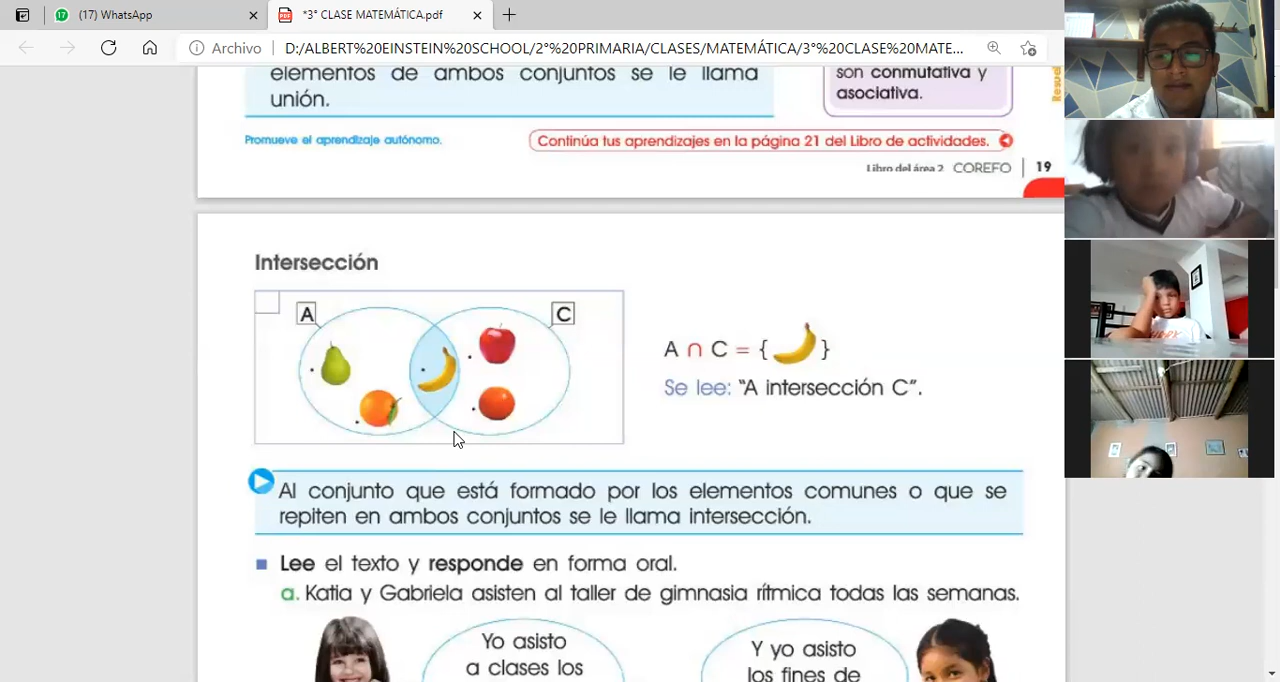 (17) WhatsApp
*3° CLASE MATEMÁTICA.pdf
Archivo
D:/ALBERT%20EINSTEIN%20SCHOOL/2°%20PRIMARIA/CLASES/MATEMÁTICA/3°%20CLASE%20MATE...
elementos de ambos conjuntos se le llama
unión.
son conmutativa y
asociativa.
Resue
Promueve el aprendizaje autónomo.
Continúa tus aprendizajes en la página 21 del Libro de actividades.
Libro del área 2 COREFO 19
Intersección
A
C
A ∩ C = { }
Se lee: “A intersección C”.
Al conjunto que está formado por los elementos comunes o que se
repiten en ambos conjuntos se le llama intersección.
Lee el texto y responde en forma oral.
a. Katia y Gabriela asisten al taller de gimnasia rítmica todas las semanas.
Yo asisto
a clases los
Y yo asisto
los fines de